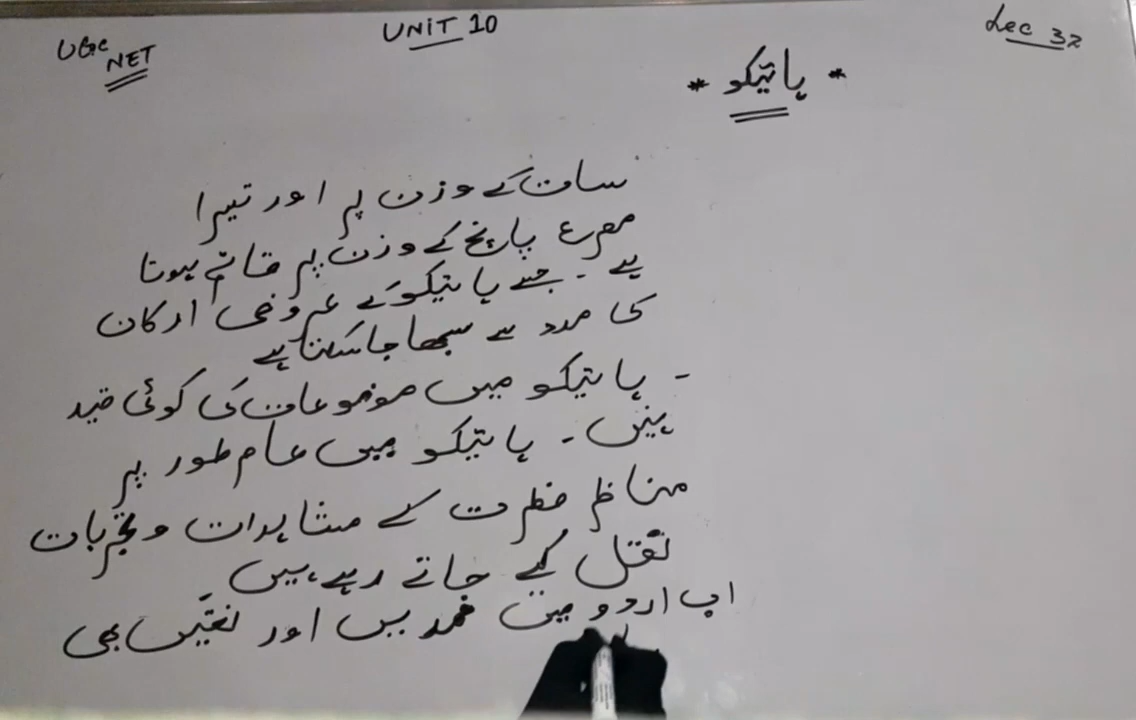 UGC NET
UNIT 10
Lec 32
* ہائیکو *
سات کے وزن پر اور تیسرا
مصرع پانچ کے وزن پر قائم ہوتا
ہے ۔ جسے ہائیکو کے عروضی ارکان
کی مدد سے سمجھا جاسکتا ہے
- ہائیکو میں موضوعات کی کوئی قید
نہیں ۔ ہائیکو میں عام طور پر
مناظر فطرت کے مشاہدات و تجربات
نقل کیے جاتے رہے ہیں
اب اردو میں حمدیں اور نعتیں بھی